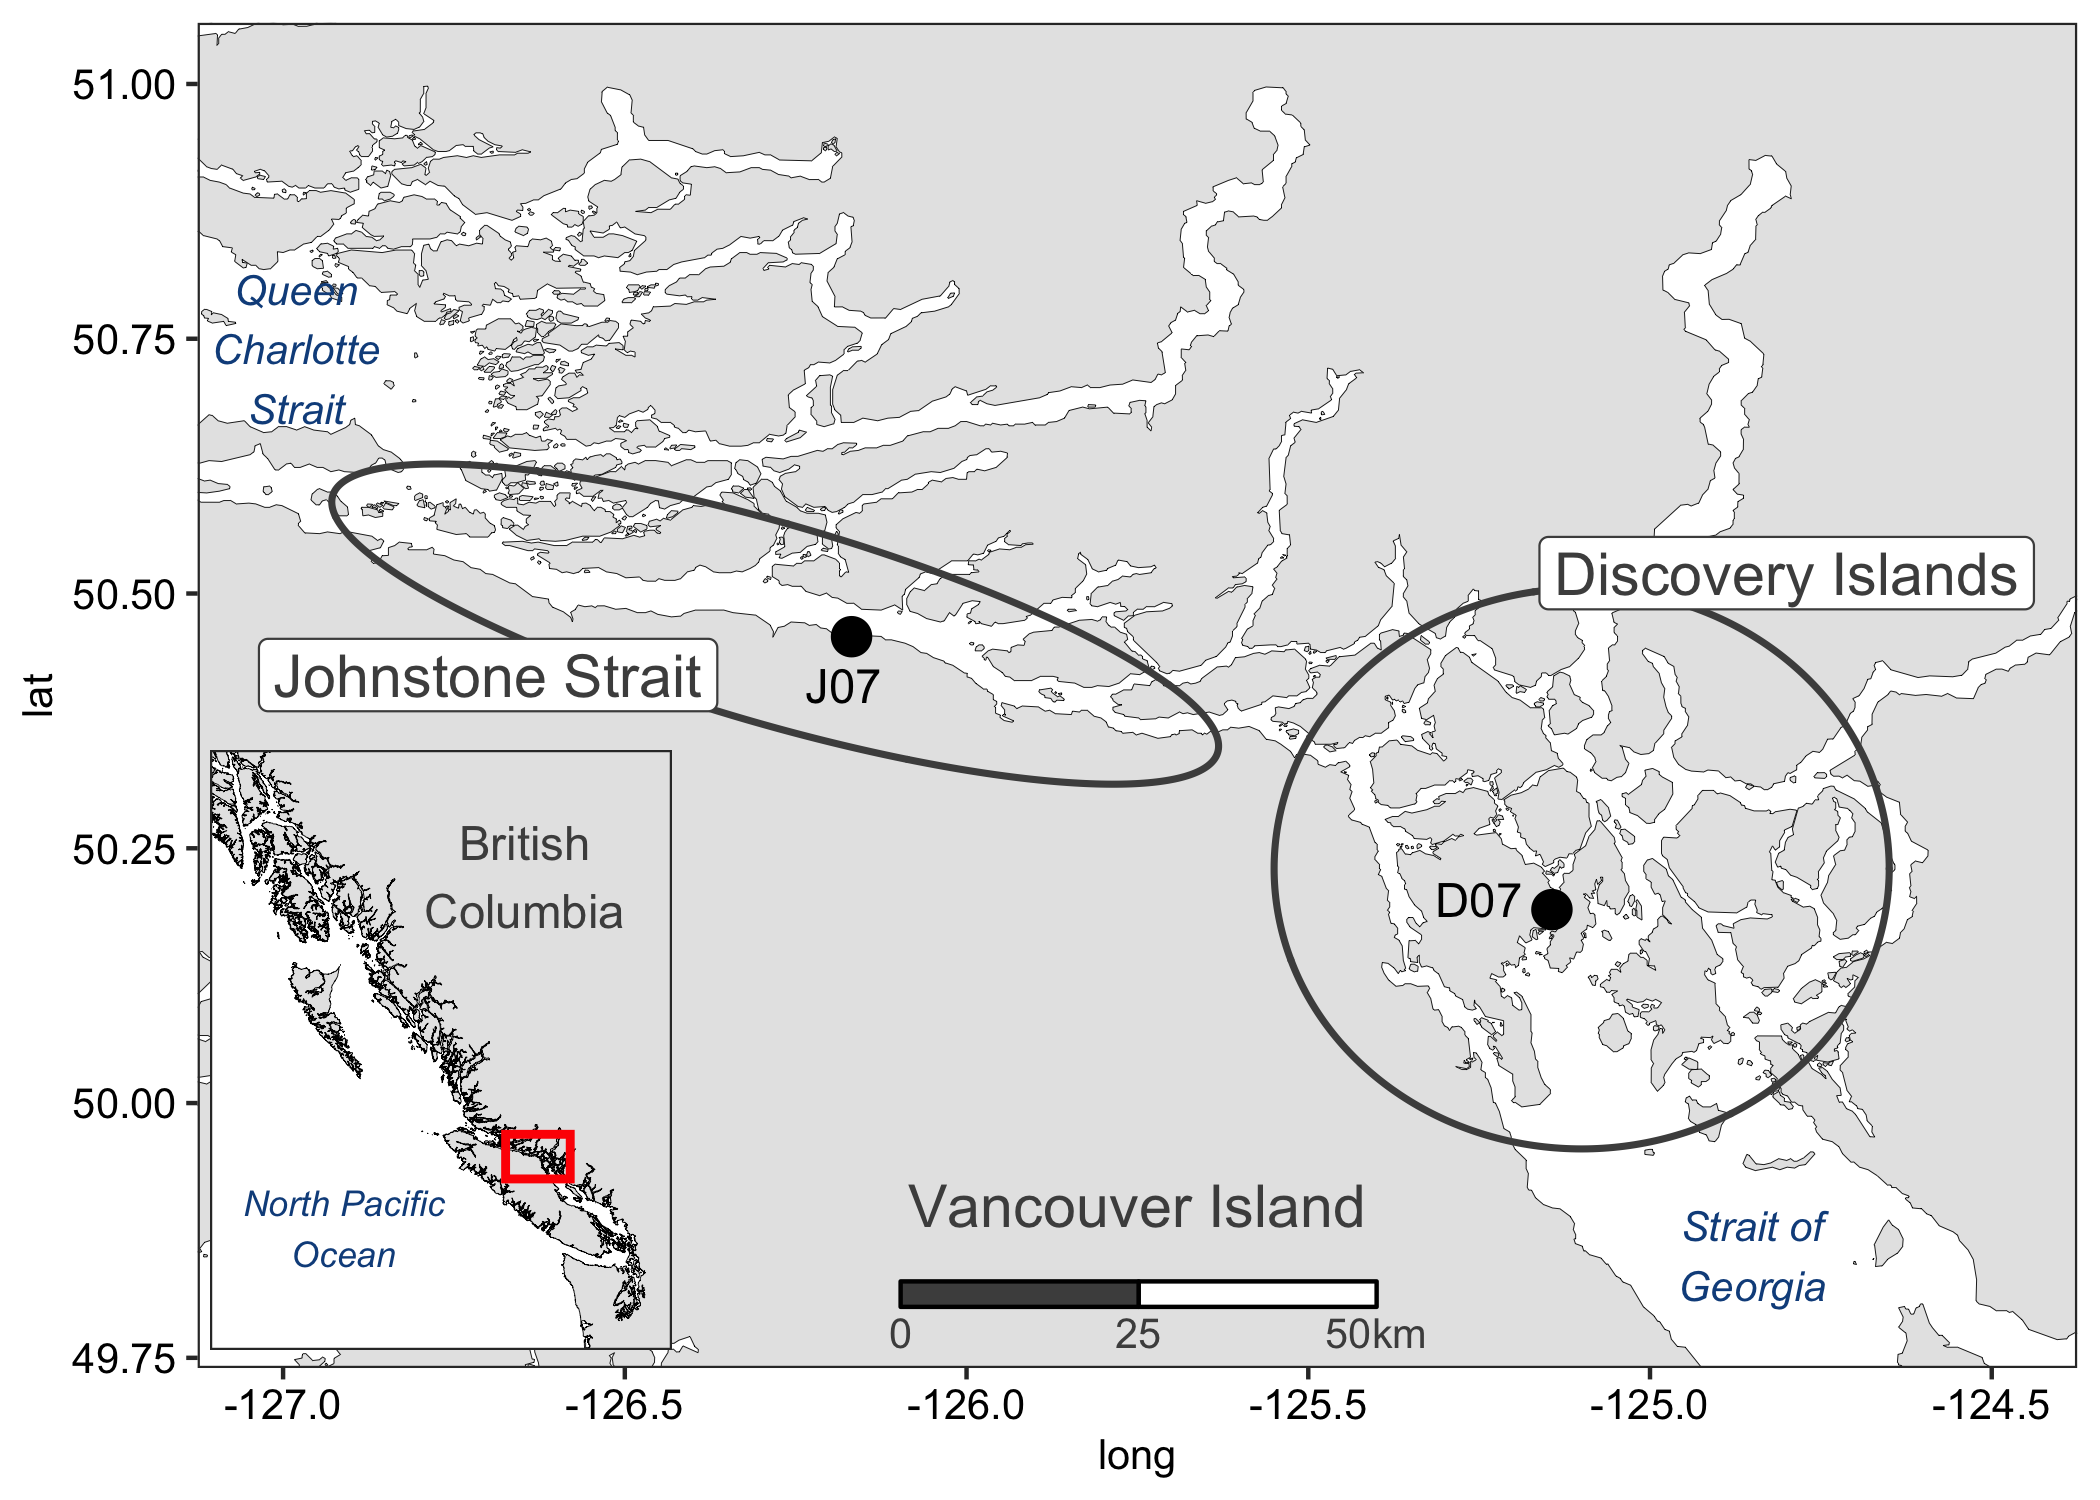 51.00
50.75
50.50
50.25
50.00
49.75
lat
Queen
Charlotte
Strait
Discovery Islands
Johnstone Strait
J07
D07
British
Columbia
North Pacific
Ocean
Vancouver Island
0 25 50km
Strait of
Georgia
-127.0 -126.5 -126.0 -125.5 -125.0 -124.5
long